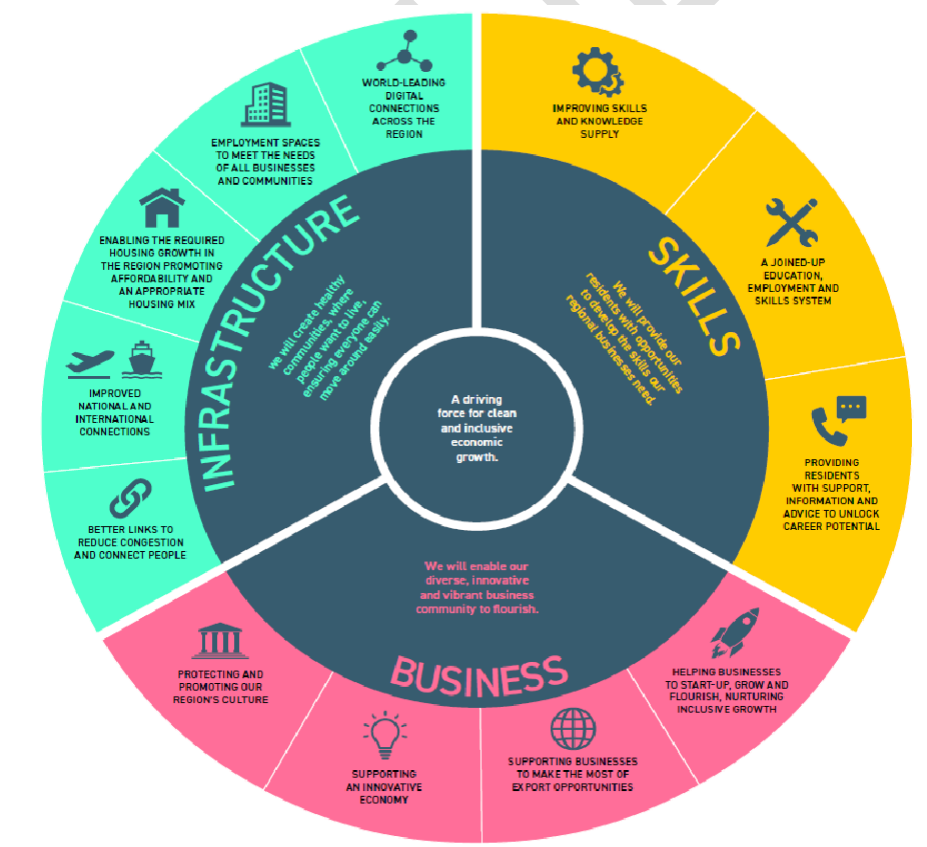 WORLD-LEADING
DIGITAL
CONNECTIONS
ACROSS THE
REGION
EMPLOYMENT SPACES
TO MEET THE NEEDS
OF ALL BUSINESSES
AND COMMUNITIES
ENABLING THE REQUIRED
HOUSING GROWTH IN
THE REGION PROMOTING
AFFORDABILITY AND
AN APPROPRIATE
HOUSING MIX
IMPROVED
NATIONAL AND
INTERNATIONAL
CONNECTIONS
BETTER LINKS TO
REDUCE CONGESTION
AND CONNECT PEOPLE
INFRASTRUCTURE
we will create healthy
communities, where
people want to live,
ensuring everyone can
move around easily.
IMPROVING SKILLS
AND KNOWLEDGE
SUPPLY
A JOINED-UP
EDUCATION,
EMPLOYMENT AND
SKILLS SYSTEM
PROVIDING
RESIDENTS
WITH SUPPORT,
INFORMATION AND
ADVICE TO UNLOCK
CAREER POTENTIAL
SKILLS
We will provide our
residents with opportunities
to develop the skills our
regional businesses need.
A driving
force for clean
and inclusive
economic
growth.
We will enable our
diverse, innovative
and vibrant business
community to flourish.
BUSINESS
PROTECTING AND
PROMOTING OUR
REGION'S CULTURE
SUPPORTING
AN INNOVATIVE
ECONOMY
SUPPORTING BUSINESSES
TO MAKE THE MOST OF
EXPORT OPPORTUNITIES
HELPING BUSINESSES
TO START-UP, GROW AND
FLOURISH, NURTURING
INCLUSIVE GROWTH